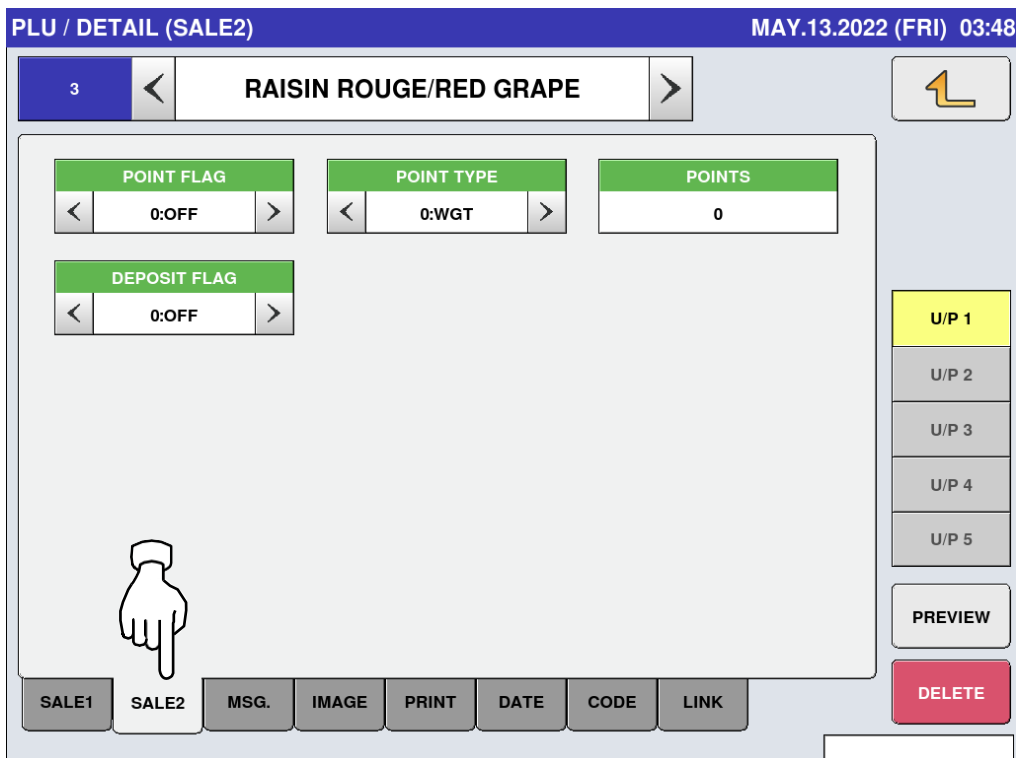 PLU / DETAIL (SALE2) MAY.13.2022 (FRI) 03:48
3 RAISIN ROUGE/RED GRAPE
POINT FLAG POINT TYPE POINTS
0:OFF 0:WGT 0
DEPOSIT FLAG
0:OFF
U/P 1
U/P 2
U/P 3
U/P 4
U/P 5
PREVIEW
DELETE
SALE1 SALE2 MSG. IMAGE PRINT DATE CODE LINK